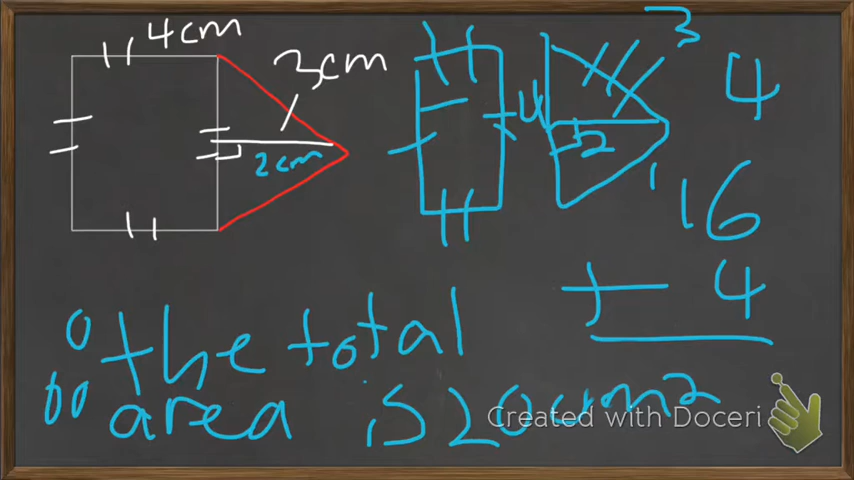 4cm
3cm
2cm
3
4
2
4
16
+ 4
∴ the total
area is 20cm2
Created with Doceri